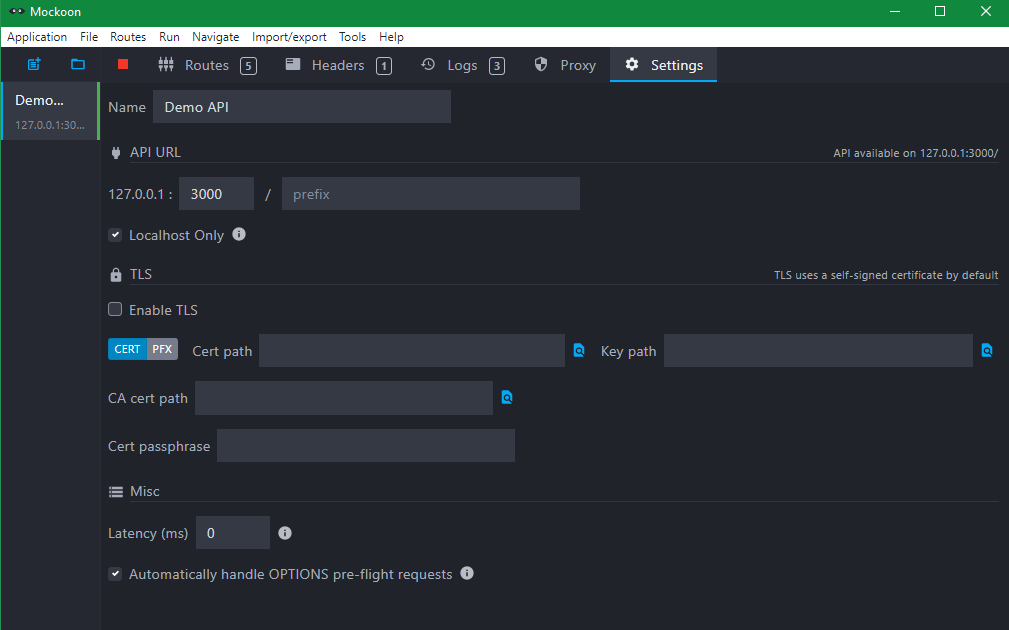 Mockoon
Application File Routes Run Navigate Import/export Tools Help
Routes 5 Headers 1 Logs 3 Proxy Settings
Demo...
127.0.0.1:30...
Name Demo API
API URL API available on 127.0.0.1:3000/
127.0.0.1 : 3000 / prefix
Localhost Only
TLS TLS uses a self-signed certificate by default
Enable TLS
CERT PFX Cert path Key path
CA cert path
Cert passphrase
Misc
Latency (ms) 0
Automatically handle OPTIONS pre-flight requests